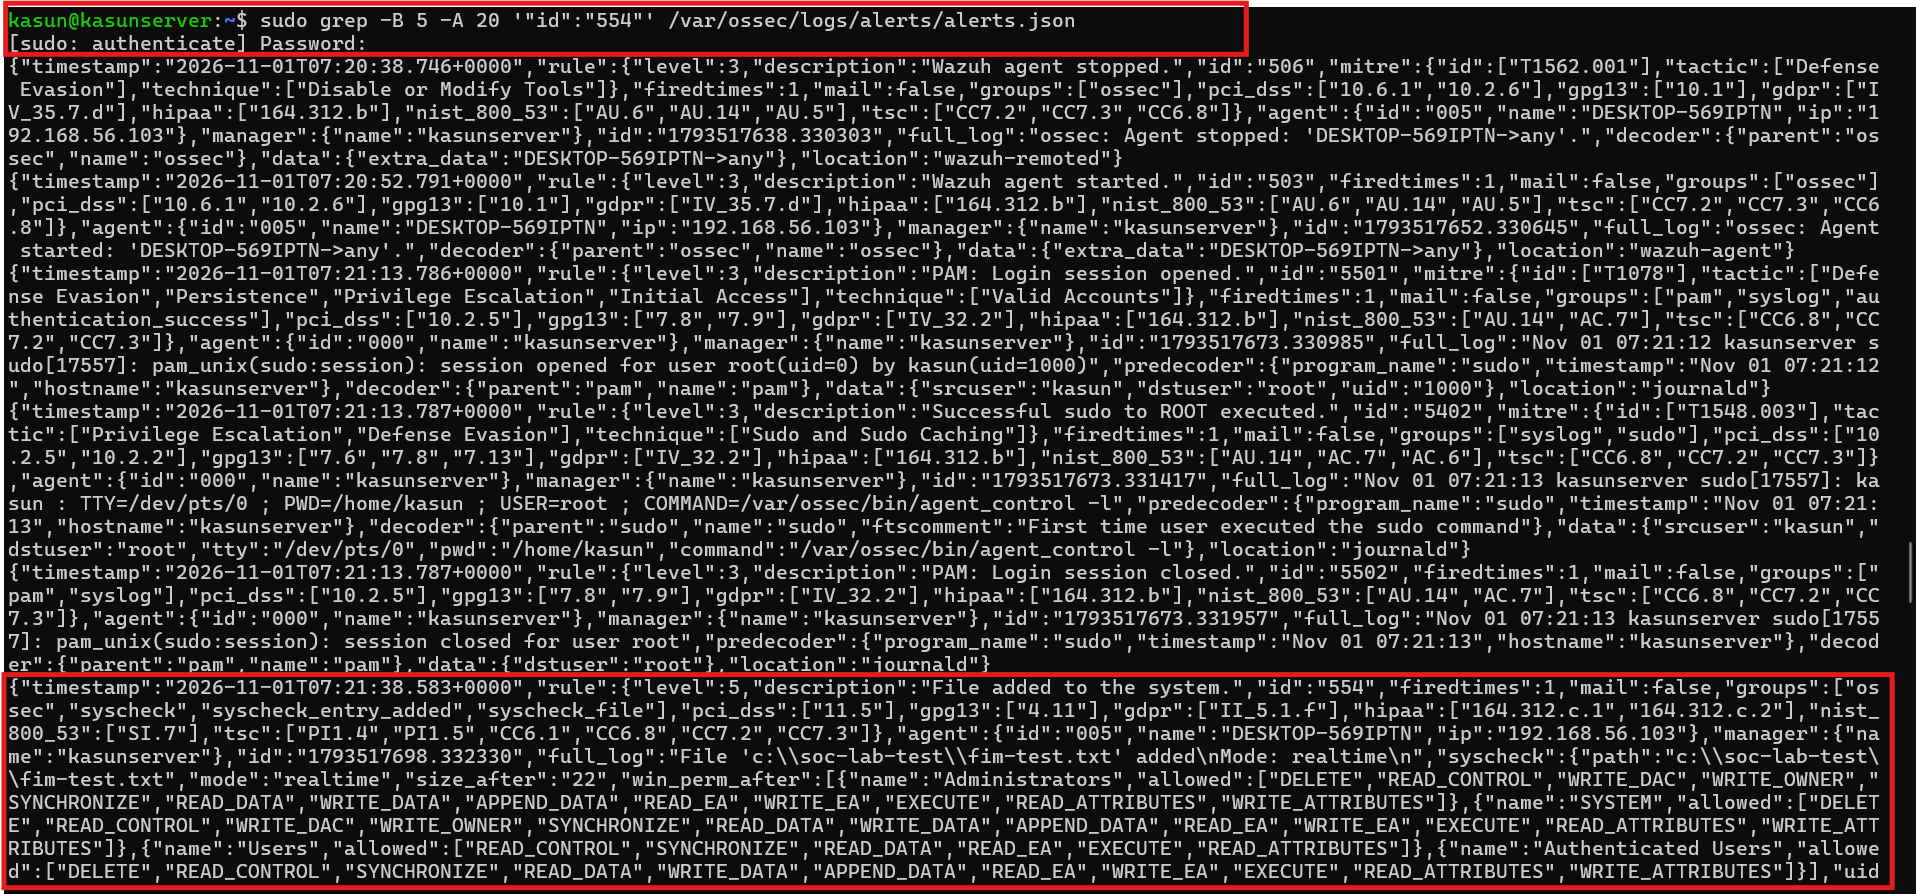 kasun@kasunserver:~$ sudo grep -B 5 -A 20 '"id":"554"' /var/ossec/logs/alerts/alerts.json
[sudo: authenticate] Password:
{"timestamp":"2026-11-01T07:20:38.746+0000","rule":{"level":3,"description":"Wazuh agent stopped.","id":"506","mitre":{"id":["T1562.001"],"tactic":["Defense
 Evasion"],"technique":["Disable or Modify Tools"]},"firedtimes":1,"mail":false,"groups":["ossec"],"pci_dss":["10.6.1","10.2.6"],"gpg13":["10.1"],"gdpr":["I
V_35.7.d"],"hipaa":["164.312.b"],"nist_800_53":["AU.6","AU.14","AU.5"],"tsc":["CC7.2","CC7.3","CC6.8"]},"agent":{"id":"005","name":"DESKTOP-569IPTN","ip":"1
92.168.56.103"},"manager":{"name":"kasunserver"},"id":"1793517638.330303","full_log":"ossec: Agent stopped: 'DESKTOP-569IPTN->any'.","decoder":{"parent":"os
sec","name":"ossec"},"data":{"extra_data":"DESKTOP-569IPTN->any"},"location":"wazuh-remoted"}
{"timestamp":"2026-11-01T07:20:52.791+0000","rule":{"level":3,"description":"Wazuh agent started.","id":"503","firedtimes":1,"mail":false,"groups":["ossec"]
,"pci_dss":["10.6.1","10.2.6"],"gpg13":["10.1"],"gdpr":["IV_35.7.d"],"hipaa":["164.312.b"],"nist_800_53":["AU.6","AU.14","AU.5"],"tsc":["CC7.2","CC7.3","CC6
.8"]},"agent":{"id":"005","name":"DESKTOP-569IPTN","ip":"192.168.56.103"},"manager":{"name":"kasunserver"},"id":"1793517652.330645","full_log":"ossec: Agent
 started: 'DESKTOP-569IPTN->any'.","decoder":{"parent":"ossec","name":"ossec"},"data":{"extra_data":"DESKTOP-569IPTN->any"},"location":"wazuh-agent"}
{"timestamp":"2026-11-01T07:21:13.786+0000","rule":{"level":3,"description":"PAM: Login session opened.","id":"5501","mitre":{"id":["T1078"],"tactic":["Defe
nse Evasion","Persistence","Privilege Escalation","Initial Access"],"technique":["Valid Accounts"]},"firedtimes":1,"mail":false,"groups":["pam","syslog","au
thentication_success"],"pci_dss":["10.2.5"],"gpg13":["7.8","7.9"],"gdpr":["IV_32.2"],"hipaa":["164.312.b"],"nist_800_53":["AU.14","AC.7"],"tsc":["CC6.8","CC
7.2","CC7.3"]},"agent":{"id":"000","name":"kasunserver"},"manager":{"name":"kasunserver"},"id":"1793517673.330985","full_log":"Nov 01 07:21:12 kasunserver s
udo[17557]: pam_unix(sudo:session): session opened for user root(uid=0) by kasun(uid=1000)","predecoder":{"program_name":"sudo","timestamp":"Nov 01 07:21:12
","hostname":"kasunserver"},"decoder":{"parent":"pam","name":"pam"},"data":{"srcuser":"kasun","dstuser":"root","uid":"1000"},"location":"journald"}
{"timestamp":"2026-11-01T07:21:13.787+0000","rule":{"level":3,"description":"Successful sudo to ROOT executed.","id":"5402","mitre":{"id":["T1548.003"],"tac
tic":["Privilege Escalation","Defense Evasion"],"technique":["Sudo and Sudo Caching"]},"firedtimes":1,"mail":false,"groups":["syslog","sudo"],"pci_dss":["10
.2.5","10.2.2"],"gpg13":["7.6","7.8","7.13"],"gdpr":["IV_32.2"],"hipaa":["164.312.b"],"nist_800_53":["AU.14","AC.7","AC.6"],"tsc":["CC6.8","CC7.2","CC7.3"]}
,"agent":{"id":"000","name":"kasunserver"},"manager":{"name":"kasunserver"},"id":"1793517673.331417","full_log":"Nov 01 07:21:13 kasunserver sudo[17557]: ka
sun : TTY=/dev/pts/0 ; PWD=/home/kasun ; USER=root ; COMMAND=/var/ossec/bin/agent_control -l","predecoder":{"program_name":"sudo","timestamp":"Nov 01 07:21:
13","hostname":"kasunserver"},"decoder":{"parent":"sudo","name":"sudo","ftscomment":"First time user executed the sudo command"},"data":{"srcuser":"kasun","
dstuser":"root","tty":"/dev/pts/0","pwd":"/home/kasun","command":"/var/ossec/bin/agent_control -l"},"location":"journald"}
{"timestamp":"2026-11-01T07:21:13.787+0000","rule":{"level":3,"description":"PAM: Login session closed.","id":"5502","firedtimes":1,"mail":false,"groups":["
pam","syslog"],"pci_dss":["10.2.5"],"gpg13":["7.8","7.9"],"gdpr":["IV_32.2"],"hipaa":["164.312.b"],"nist_800_53":["AU.14","AC.7"],"tsc":["CC6.8","CC7.2","CC
7.3"]},"agent":{"id":"000","name":"kasunserver"},"manager":{"name":"kasunserver"},"id":"1793517673.331957","full_log":"Nov 01 07:21:13 kasunserver sudo[1755
7]: pam_unix(sudo:session): session closed for user root","predecoder":{"program_name":"sudo","timestamp":"Nov 01 07:21:13","hostname":"kasunserver"},"decod
er":{"parent":"pam","name":"pam"},"data":{"dstuser":"root"},"location":"journald"}
{"timestamp":"2026-11-01T07:21:38.583+0000","rule":{"level":5,"description":"File added to the system.","id":"554","firedtimes":1,"mail":false,"groups":["os
sec","syscheck","syscheck_entry_added","syscheck_file"],"pci_dss":["11.5"],"gpg13":["4.11"],"gdpr":["II_5.1.f"],"hipaa":["164.312.c.1","164.312.c.2"],"nist_
800_53":["SI.7"],"tsc":["PI1.4","PI1.5","CC6.1","CC6.8","CC7.2","CC7.3"]},"agent":{"id":"005","name":"DESKTOP-569IPTN","ip":"192.168.56.103"},"manager":{"na
me":"kasunserver"},"id":"1793517698.332330","full_log":"File 'c:\\soc-lab-test\\fim-test.txt' added\nMode: realtime\n","syscheck":{"path":"c:\\soc-lab-test\
\fim-test.txt","mode":"realtime","size_after":"22","win_perm_after":[{"name":"Administrators","allowed":["DELETE","READ_CONTROL","WRITE_DAC","WRITE_OWNER","
SYNCHRONIZE","READ_DATA","WRITE_DATA","APPEND_DATA","READ_EA","WRITE_EA","EXECUTE","READ_ATTRIBUTES","WRITE_ATTRIBUTES"]},{"name":"SYSTEM","allowed":["DELET
E","READ_CONTROL","WRITE_DAC","WRITE_OWNER","SYNCHRONIZE","READ_DATA","WRITE_DATA","APPEND_DATA","READ_EA","WRITE_EA","EXECUTE","READ_ATTRIBUTES","WRITE_ATT
RIBUTES"]},{"name":"Users","allowed":["READ_CONTROL","SYNCHRONIZE","READ_DATA","READ_EA","EXECUTE","READ_ATTRIBUTES"]},{"name":"Authenticated Users","allowe
d":["DELETE","READ_CONTROL","SYNCHRONIZE","READ_DATA","WRITE_DATA","APPEND_DATA","READ_EA","WRITE_EA","EXECUTE","READ_ATTRIBUTES","WRITE_ATTRIBUTES"]}],"uid